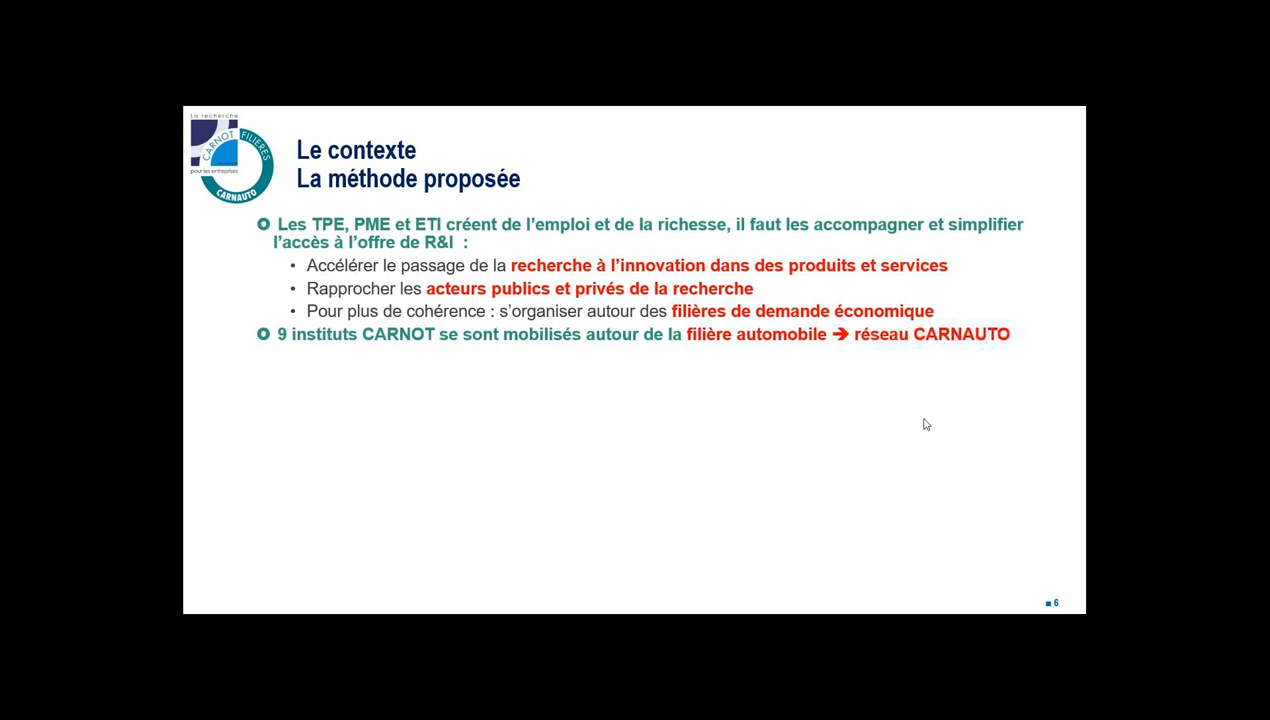 La recherche
CARNOT
FILIÈRES
pour les entreprises
CARNAUTO
Le contexte
La méthode proposée
Les TPE, PME et ETI créent de l’emploi et de la richesse, il faut les accompagner et simplifier
l’accès à l’offre de R&I :
• Accélérer le passage de la recherche à l’innovation dans des produits et services
• Rapprocher les acteurs publics et privés de la recherche
• Pour plus de cohérence : s’organiser autour des filières de demande économique
9 instituts CARNOT se sont mobilisés autour de la filière automobile ➔ réseau CARNAUTO
6